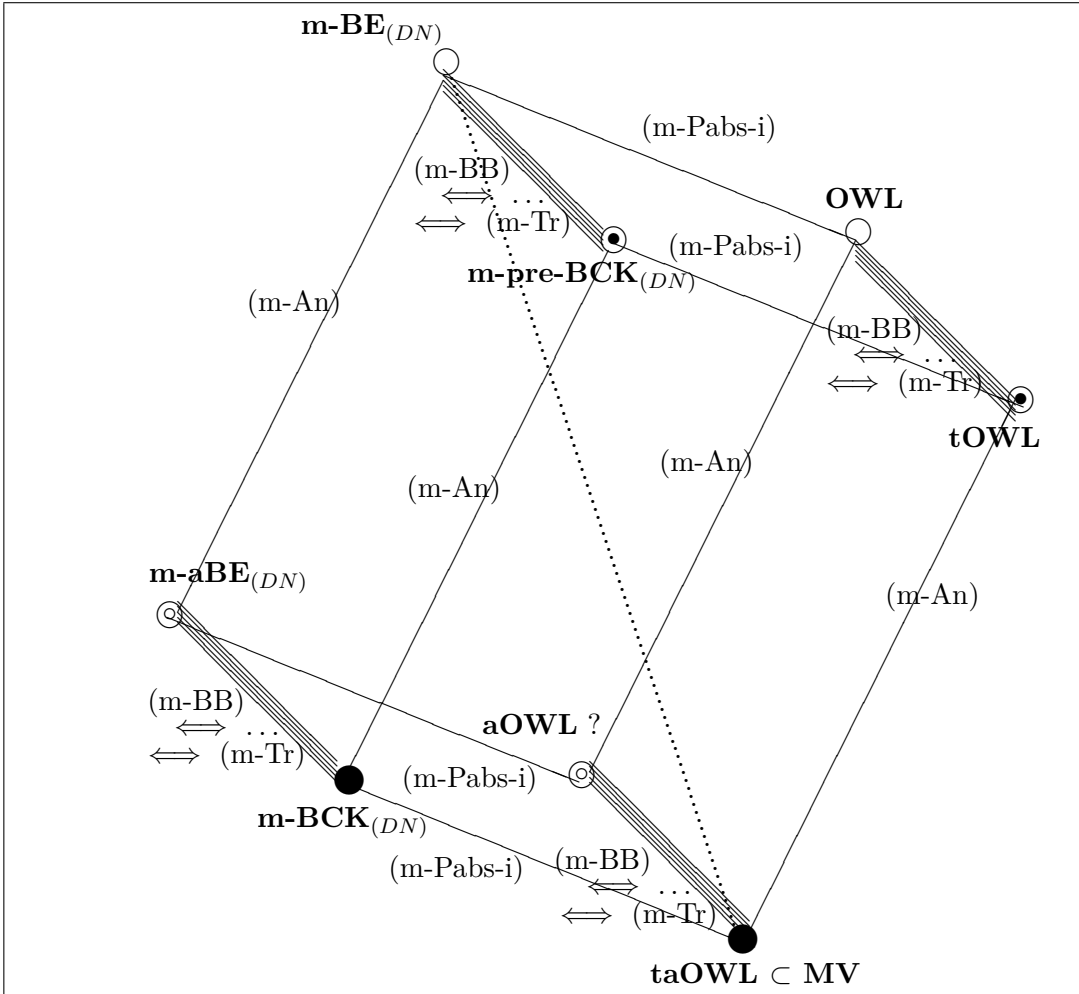 m-BE(DN)
(m-Pabs-i)
(m-BB)
⟺ . . .
⟺ (m-Tr)
OWL
(m-Pabs-i)
m-pre-BCK(DN)
(m-An)
(m-BB)
⟺ . . .
⟺ (m-Tr)
tOWL
(m-An)
(m-An)
m-aBE(DN)
(m-An)
(m-BB)
⟺ . . .
⟺ (m-Tr)
aOWL ?
(m-Pabs-i)
m-BCK(DN)
(m-Pabs-i)
(m-BB)
⟺ . . .
⟺ (m-Tr)
taOWL ⊂ MV